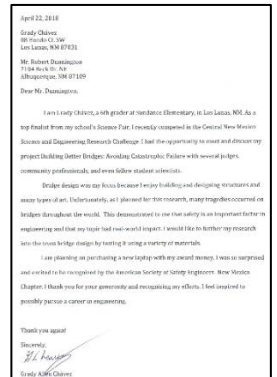 April 22, 2018
Grady Chavez
Los Lunas, NM 87031
Mr. Robert Dunnington
Albuquerque, NM 87109
Dear Mr. Dunnington,
I am Grady Chavez, a 6th grader at Sundance Elementary, in Los Lunas, NM. As a
top finalist from my school's Science Fair, I recently competed in the Central New Mexico
Science and Engineering Research Challenge. I had the opportunity to meet and discuss my
project Building Better Bridges: Avoiding Catastrophic Failure with several judges,
community professionals, and even fellow student scientists.
Bridge design was my focus because I enjoy building and designing structures and
many types of art. Unfortunately, as I planned for this research, many tragedies occurred on
bridges throughout the world. This demonstrated to me that safety is an important factor in
engineering and that my topic had real-world impact. I would like to further my research
into the truss bridge design by testing it using a variety of materials.
I am planning on purchasing a new laptop with my award money. I was so surprised
and excited to be recognized by the American Society of Safety Engineers, New Mexico
Chapter. I thank you for your generosity and recognizing my efforts. I feel inspired to
possibly pursue a career in engineering.
Thank you again!
Sincerely,
Grady Allen Chavez